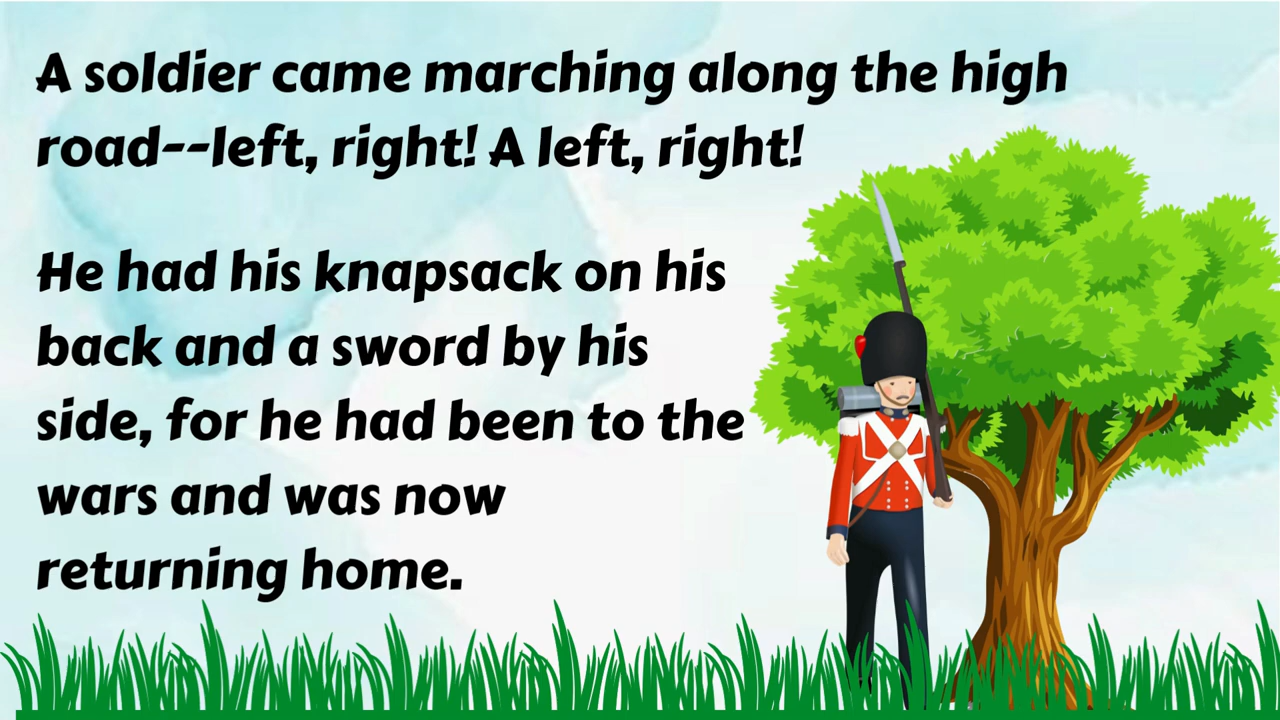 A soldier came marching along the high
road--left, right! A left, right!
He had his knapsack on his
back and a sword by his
side, for he had been to the
wars and was now
returning home.